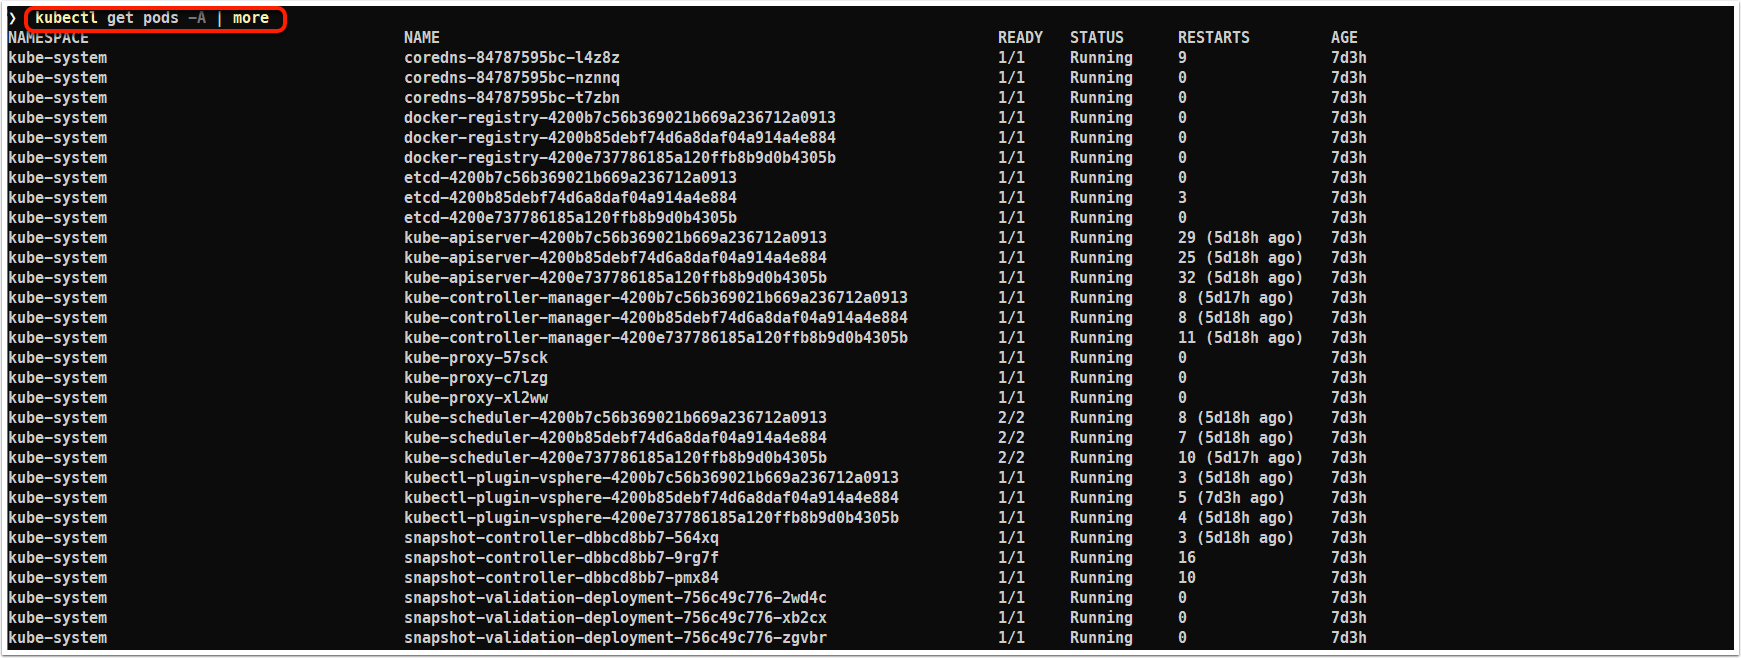 ❯ kubectl get pods -A | more
NAMESPACE NAME READY STATUS RESTARTS AGE
kube-system coredns-84787595bc-l4z8z 1/1 Running 9 7d3h
kube-system coredns-84787595bc-nznnq 1/1 Running 0 7d3h
kube-system coredns-84787595bc-t7zbn 1/1 Running 0 7d3h
kube-system docker-registry-4200b7c56b369021b669a236712a0913 1/1 Running 0 7d3h
kube-system docker-registry-4200b85debf74d6a8daf04a914a4e884 1/1 Running 0 7d3h
kube-system docker-registry-4200e737786185a120ffb8b9d0b4305b 1/1 Running 0 7d3h
kube-system etcd-4200b7c56b369021b669a236712a0913 1/1 Running 0 7d3h
kube-system etcd-4200b85debf74d6a8daf04a914a4e884 1/1 Running 3 7d3h
kube-system etcd-4200e737786185a120ffb8b9d0b4305b 1/1 Running 0 7d3h
kube-system kube-apiserver-4200b7c56b369021b669a236712a0913 1/1 Running 29 (5d18h ago) 7d3h
kube-system kube-apiserver-4200b85debf74d6a8daf04a914a4e884 1/1 Running 25 (5d18h ago) 7d3h
kube-system kube-apiserver-4200e737786185a120ffb8b9d0b4305b 1/1 Running 32 (5d18h ago) 7d3h
kube-system kube-controller-manager-4200b7c56b369021b669a236712a0913 1/1 Running 8 (5d17h ago) 7d3h
kube-system kube-controller-manager-4200b85debf74d6a8daf04a914a4e884 1/1 Running 8 (5d18h ago) 7d3h
kube-system kube-controller-manager-4200e737786185a120ffb8b9d0b4305b 1/1 Running 11 (5d18h ago) 7d3h
kube-system kube-proxy-57sck 1/1 Running 0 7d3h
kube-system kube-proxy-c7lzg 1/1 Running 0 7d3h
kube-system kube-proxy-xl2ww 1/1 Running 0 7d3h
kube-system kube-scheduler-4200b7c56b369021b669a236712a0913 2/2 Running 8 (5d18h ago) 7d3h
kube-system kube-scheduler-4200b85debf74d6a8daf04a914a4e884 2/2 Running 7 (5d18h ago) 7d3h
kube-system kube-scheduler-4200e737786185a120ffb8b9d0b4305b 2/2 Running 10 (5d17h ago) 7d3h
kube-system kubectl-plugin-vsphere-4200b7c56b369021b669a236712a0913 1/1 Running 3 (5d18h ago) 7d3h
kube-system kubectl-plugin-vsphere-4200b85debf74d6a8daf04a914a4e884 1/1 Running 5 (7d3h ago) 7d3h
kube-system kubectl-plugin-vsphere-4200e737786185a120ffb8b9d0b4305b 1/1 Running 4 (5d18h ago) 7d3h
kube-system snapshot-controller-dbbcd8bb7-564xq 1/1 Running 3 (5d18h ago) 7d3h
kube-system snapshot-controller-dbbcd8bb7-9rg7f 1/1 Running 16 7d3h
kube-system snapshot-controller-dbbcd8bb7-pmx84 1/1 Running 10 7d3h
kube-system snapshot-validation-deployment-756c49c776-2wd4c 1/1 Running 0 7d3h
kube-system snapshot-validation-deployment-756c49c776-xb2cx 1/1 Running 0 7d3h
kube-system snapshot-validation-deployment-756c49c776-zgvbr 1/1 Running 0 7d3h